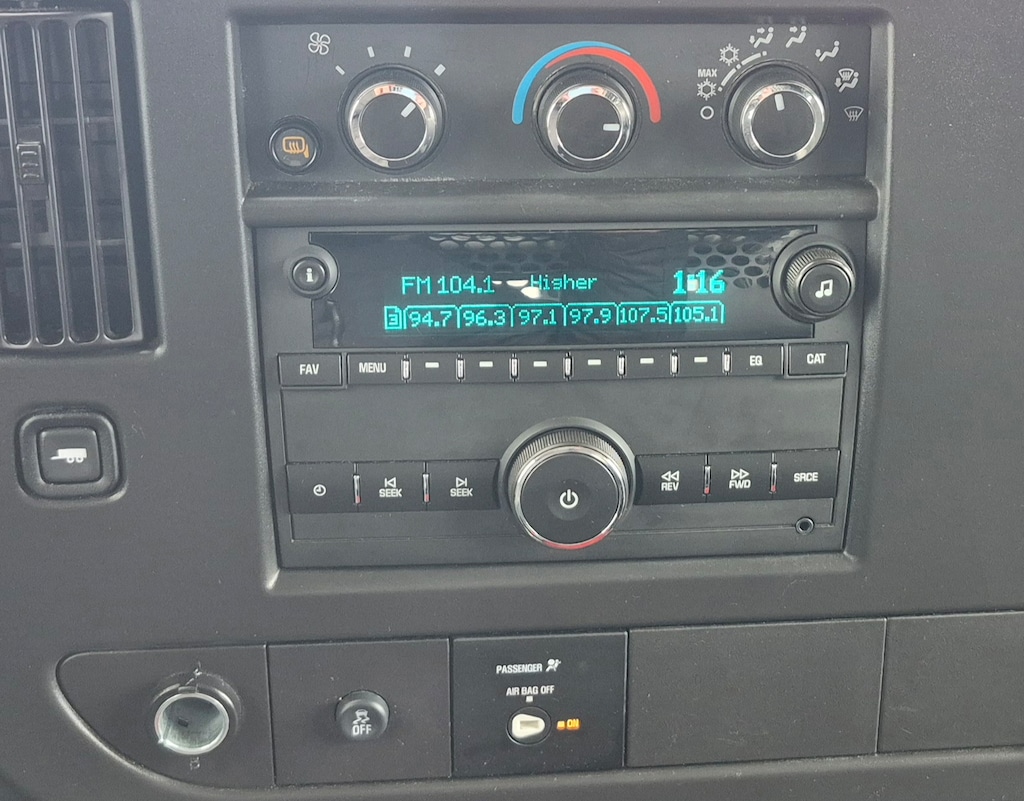 MAX
i
FM 104.1 Higher 1:16
3 94.7 96.3 97.1 97.9 107.5 105.1
FAV MENU EQ CAT
SEEK SEEK REV FWD SRCE
PASSENGER
AIR BAG OFF
OFF
ON